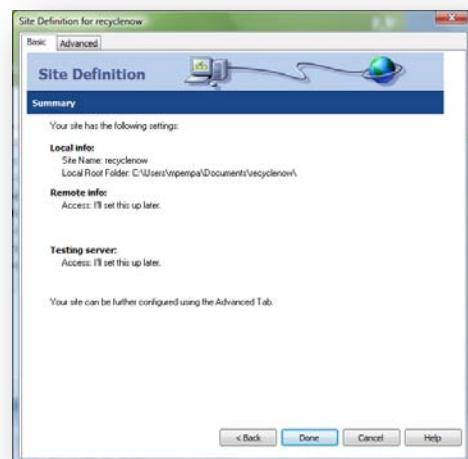 Site Definition for recyclenow
Basic
Advanced
Site Definition
Summary
Your site has the following settings:
Local info:
Site Name: recyclenow
Local Root Folder: C:\Users\mpempa\Documents\recyclenow\
Remote info:
Access: I'll set this up later.
Testing server:
Access: I'll set this up later.
Your site can be further configured using the Advanced Tab.
< Back
Done
Cancel
Help